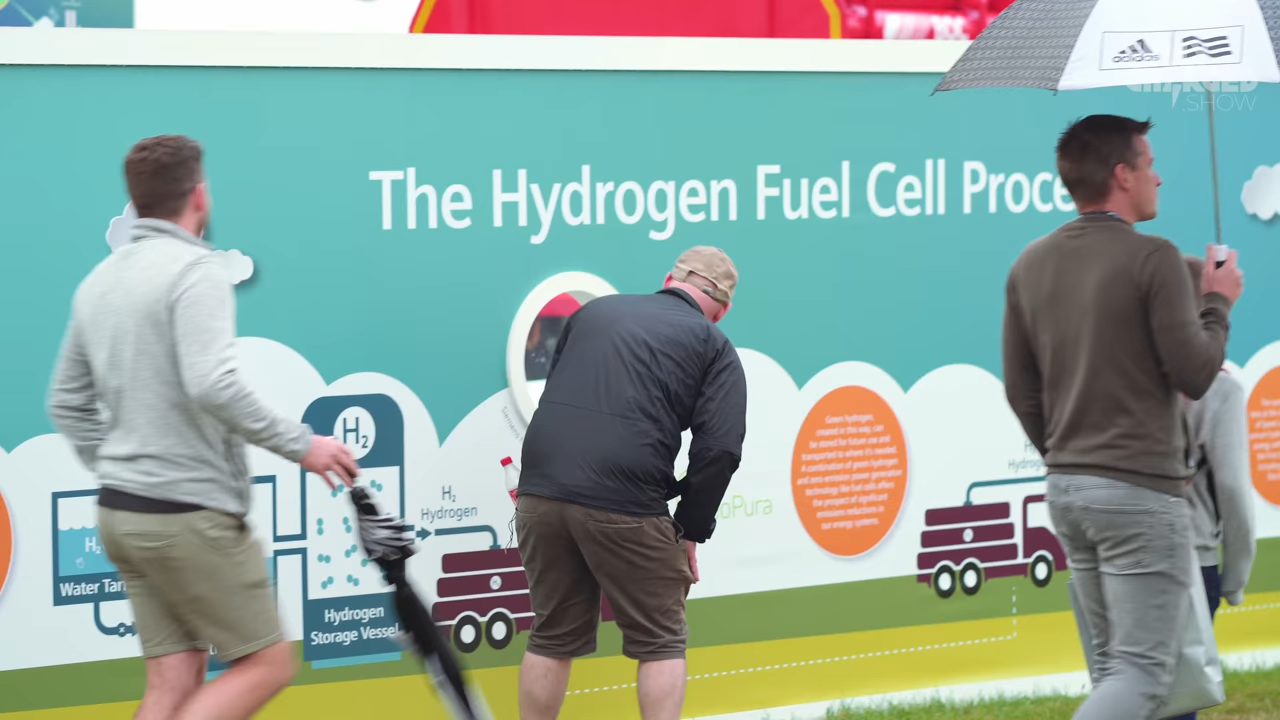 adidas
CHARGED
SHOW
The Hydrogen Fuel Cell Proce
H₂
H₂
Hydrogen
Water Tan
Hydrogen
Storage Vessel
oPura
Green hydrogen,
created in this way, can
be stored for future use and
transported to where it's needed.
A combination of green hydrogen
and zero emission power generation
technology like fuel cells offers
the prospect of significant
emissions reductions in
our energy systems.
Hydrog